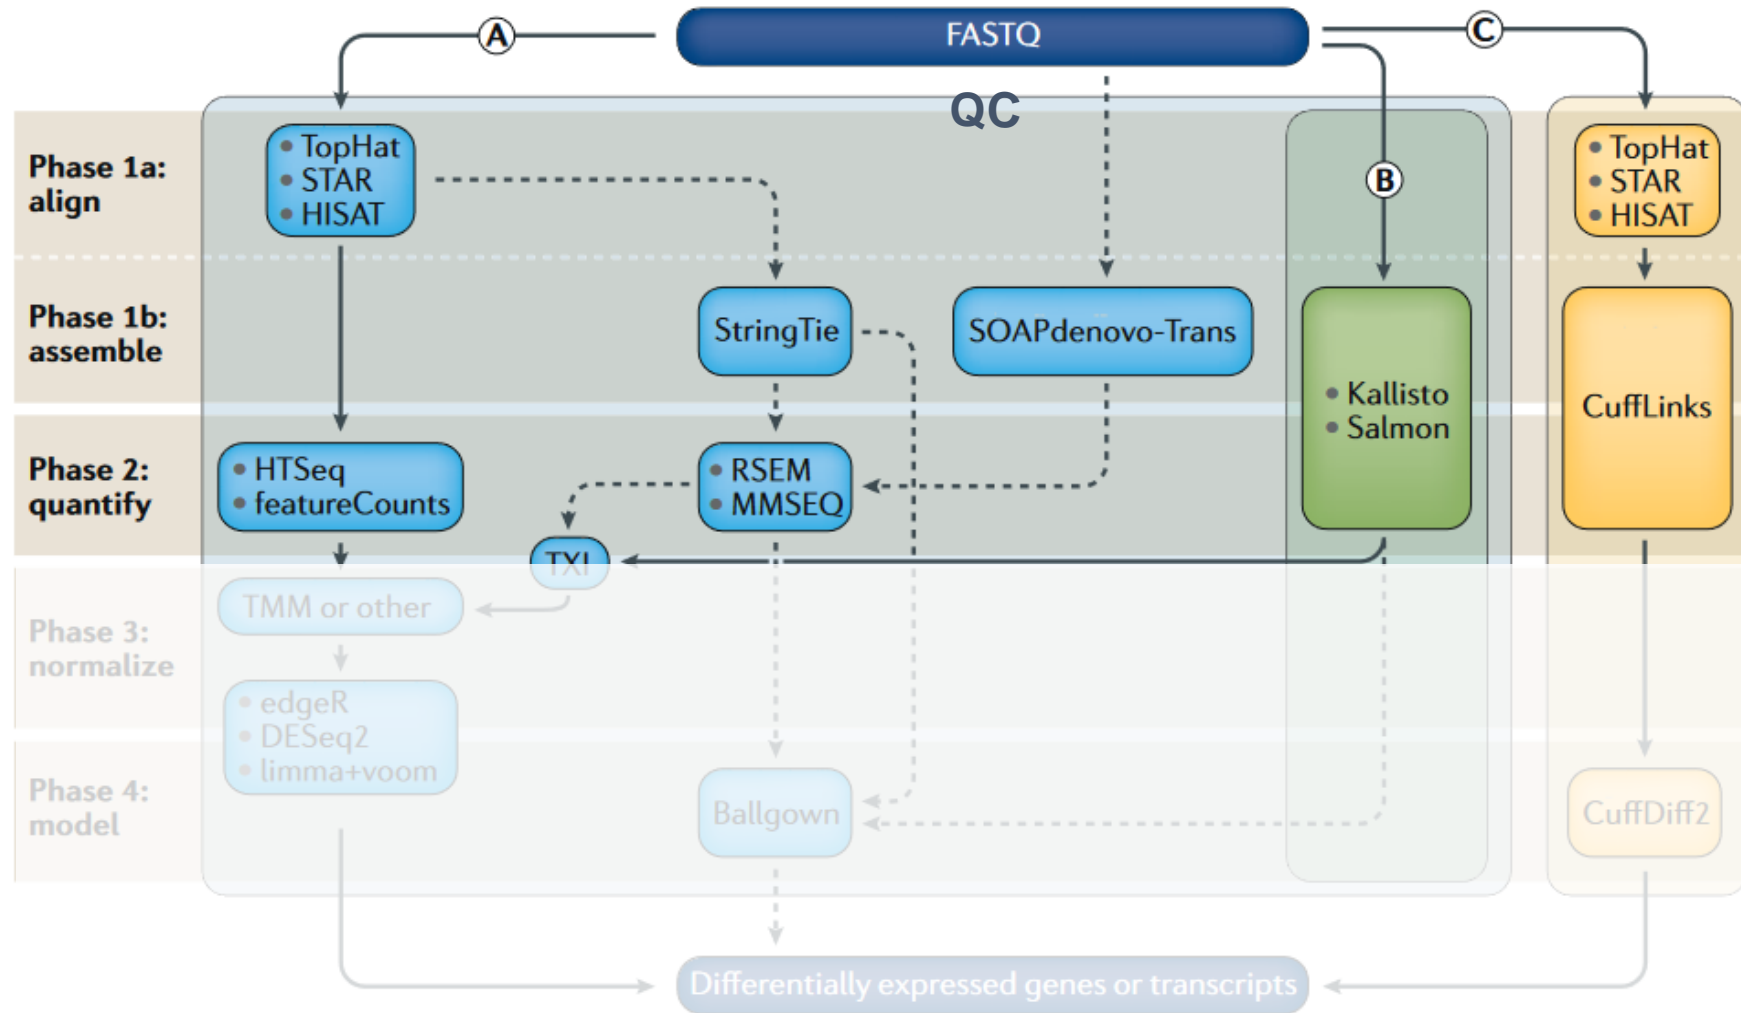 FASTQ
A
C
QC
Phase 1a:
align
• TopHat
• STAR
• HISAT
B
• TopHat
• STAR
• HISAT
Phase 1b:
assemble
StringTie
SOAPdenovo-Trans
• Kallisto
• Salmon
CuffLinks
Phase 2:
quantify
• HTSeq
• featureCounts
• RSEM
• MMSEQ
TXI
Phase 3:
normalize
TMM or other
• edgeR
• DESeq2
• limma+voom
Phase 4:
model
Ballgown
CuffDiff2
Differentially expressed genes or transcripts